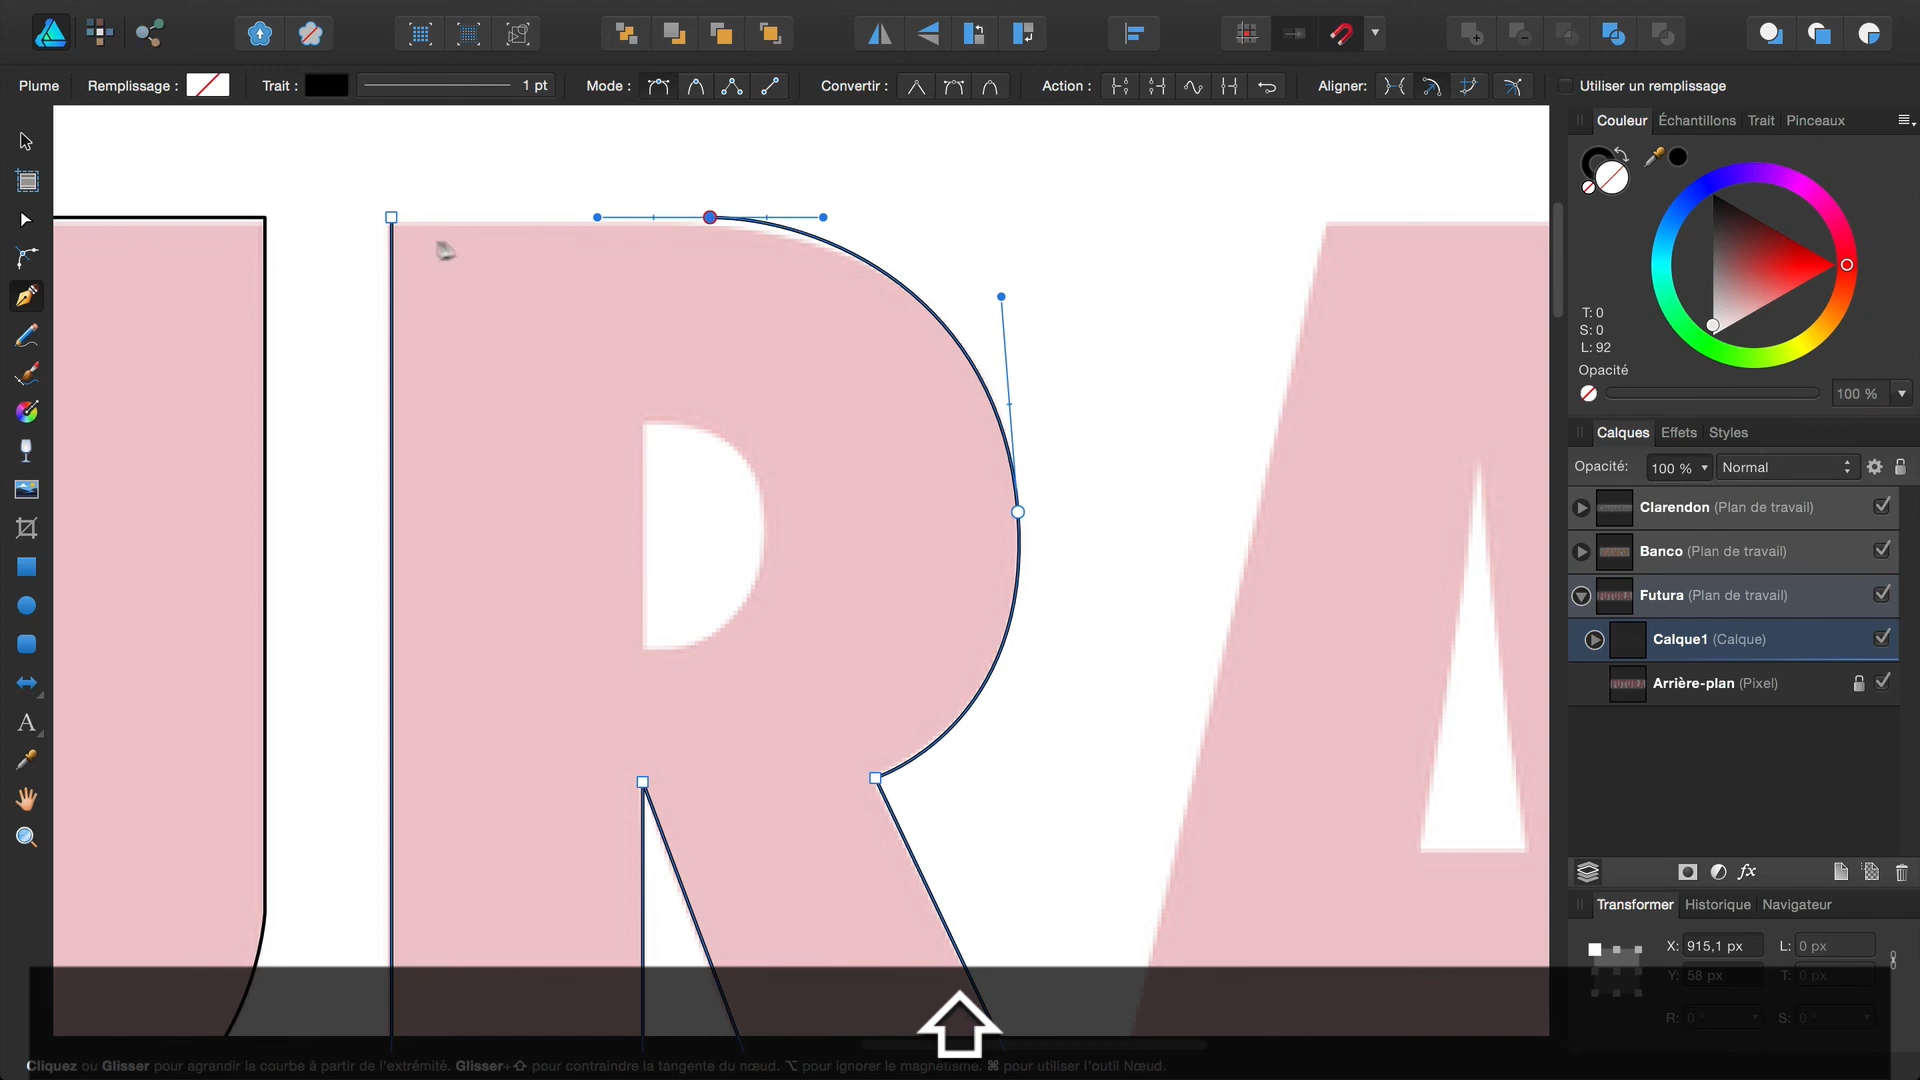 Plume Remplissage : Trait : 1 pt Mode : Convertir : Action : Aligner: Utiliser un remplissage
Couleur Échantillons Trait Pinceaux
T: 0
S: 0
L: 92
Opacité
100 %
Calques Effets Styles
Opacité: 100 % Normal
Clarendon (Plan de travail)
Banco (Plan de travail)
Futura (Plan de travail)
Calque1 (Calque)
Arrière-plan (Pixel)
fx
Transformer Historique Navigateur
X: 915,1 px L: 0 px
Y: 58 px T: 0 px
R: 0 ° S: 0 °
Cliquez ou Glisser pour agrandir la courbe à partir de l'extrémité. Glisser+⇧ pour contraindre la tangente du nœud. ⌥ pour ignorer le magnétisme. ⌘ pour utiliser l'outil Nœud.
R A